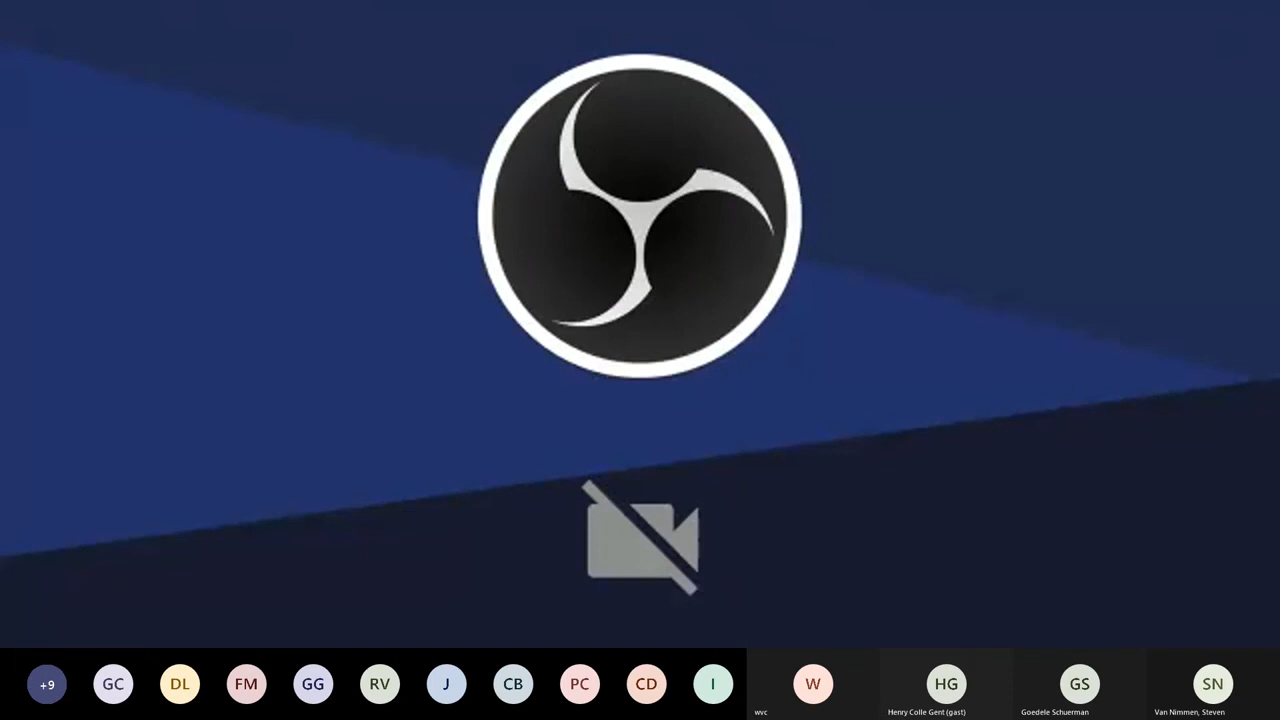 +9
GC
DL
FM
GG
RV
J
CB
PC
CD
I
W
HG
GS
SN
wvc
Henry Colle Gent (gast)
Goedele Schuerman
Van Nimmen, Steven